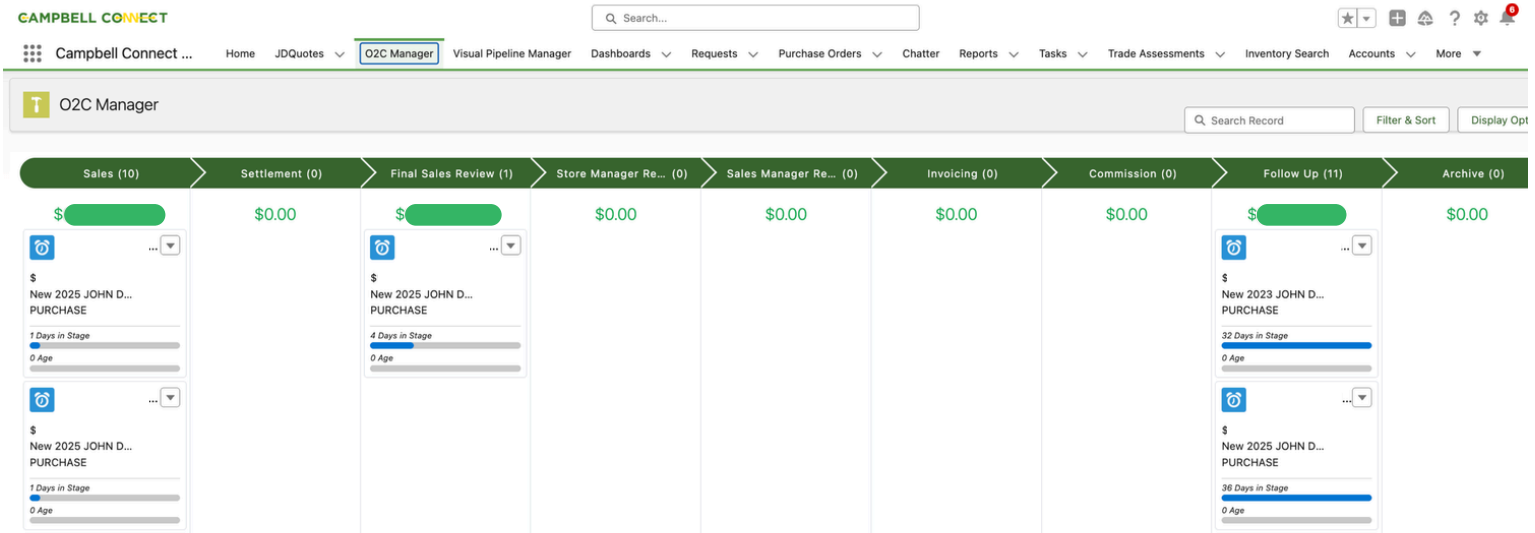 CAMPBELL CONNECT
Search...
6
Campbell Connect ...
Home
JDQuotes
O2C Manager
Visual Pipeline Manager
Dashboards
Requests
Purchase Orders
Chatter
Reports
Tasks
Trade Assessments
Inventory Search
Accounts
More
O2C Manager
Search Record
Filter & Sort
Display Opt
Sales (10)
Settlement (0)
Final Sales Review (1)
Store Manager Re... (0)
Sales Manager Re... (0)
Invoicing (0)
Commission (0)
Follow Up (11)
Archive (0)
$
$0.00
$
$0.00
$0.00
$0.00
$0.00
$
$0.00
...
$
New 2025 JOHN D...
PURCHASE
1 Days in Stage
0 Age
...
$
New 2025 JOHN D...
PURCHASE
1 Days in Stage
0 Age
...
$
New 2025 JOHN D...
PURCHASE
4 Days in Stage
0 Age
...
$
New 2023 JOHN D...
PURCHASE
32 Days in Stage
0 Age
...
$
New 2025 JOHN D...
PURCHASE
36 Days in Stage
0 Age